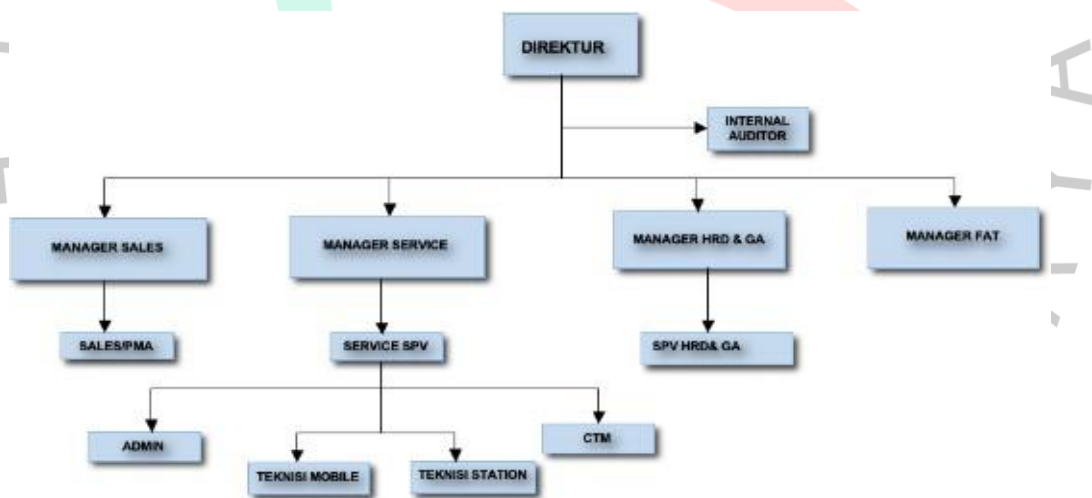 DIREKTUR
INTERNAL
AUDITOR
MANAGER SALES
MANAGER SERVICE
MANAGER HRD & GA
MANAGER FAT
SALES/PMA
SERVICE SPV
SPV HRD& GA
ADMIN
CTM
TEKNISI MOBILE
TEKNISI STATION